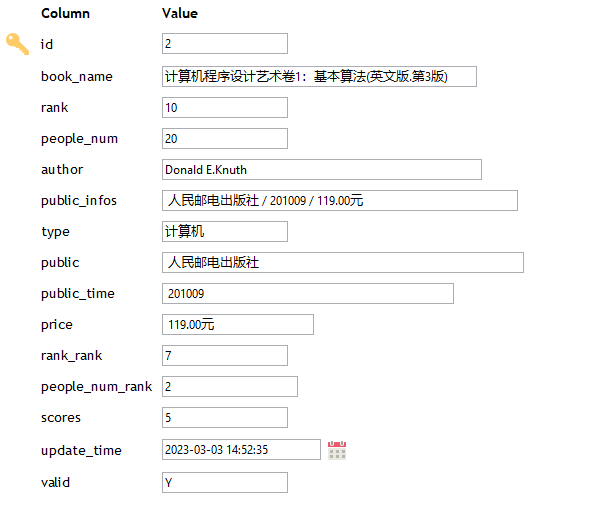 Column Value
id 2
book_name 计算机程序设计艺术卷1：基本算法(英文版.第3版)
rank 10
people_num 20
author Donald E.Knuth
public_infos 人民邮电出版社 / 201009 / 119.00元
type 计算机
public 人民邮电出版社
public_time 201009
price 119.00元
rank_rank 7
people_num_rank 2
scores 5
update_time 2023-03-03 14:52:35
valid Y